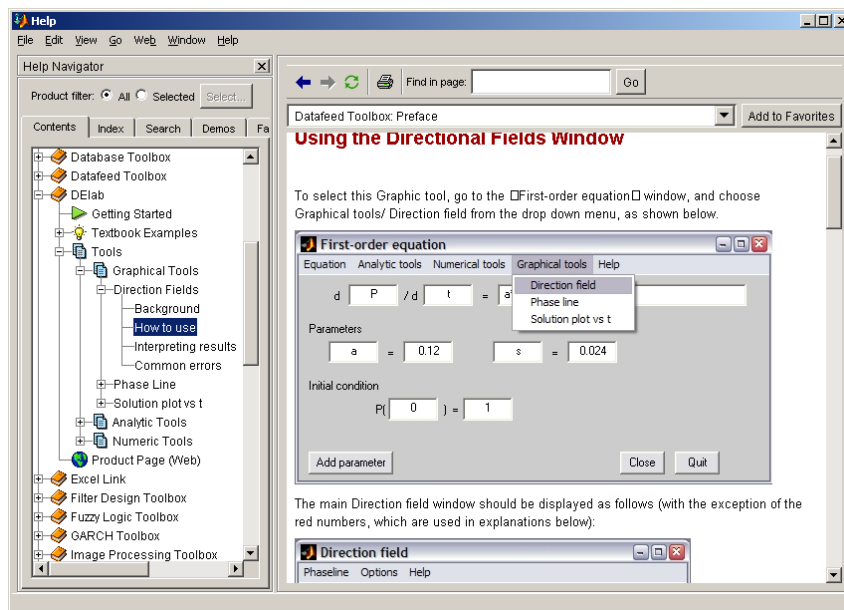 Help
File Edit View Go Web Window Help
Help Navigator
Product filter: All Selected Select...
Contents Index Search Demos Fa
Database Toolbox
Datafeed Toolbox
DElab
Getting Started
Textbook Examples
Tools
Graphical Tools
Direction Fields
Background
How to use
Interpreting results
Common errors
Phase Line
Solution plot vs t
Analytic Tools
Numeric Tools
Product Page (Web)
Excel Link
Filter Design Toolbox
Fuzzy Logic Toolbox
GARCH Toolbox
Image Processing Toolbox
Find in page: Go
Datafeed Toolbox: Preface Add to Favorites
Using the Directional Fields Window
To select this Graphic tool, go to the □First-order equation□ window, and choose
Graphical tools/ Direction field from the drop down menu, as shown below.
First-order equation
Equation Analytic tools Numerical tools Graphical tools Help
Direction field
Phase line
Solution plot vs t
d P / d t =
Parameters
a = 0.12 s = 0.024
Initial condition
P( 0 ) = 1
Add parameter Close Quit
The main Direction field window should be displayed as follows (with the exception of the
red numbers, which are used in explanations below):
Direction field
Phaseline Options Help